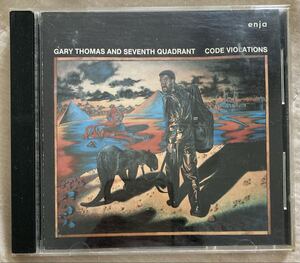 enja
GARY THOMAS AND SEVENTH QUADRANT CODE VIOLATIONS